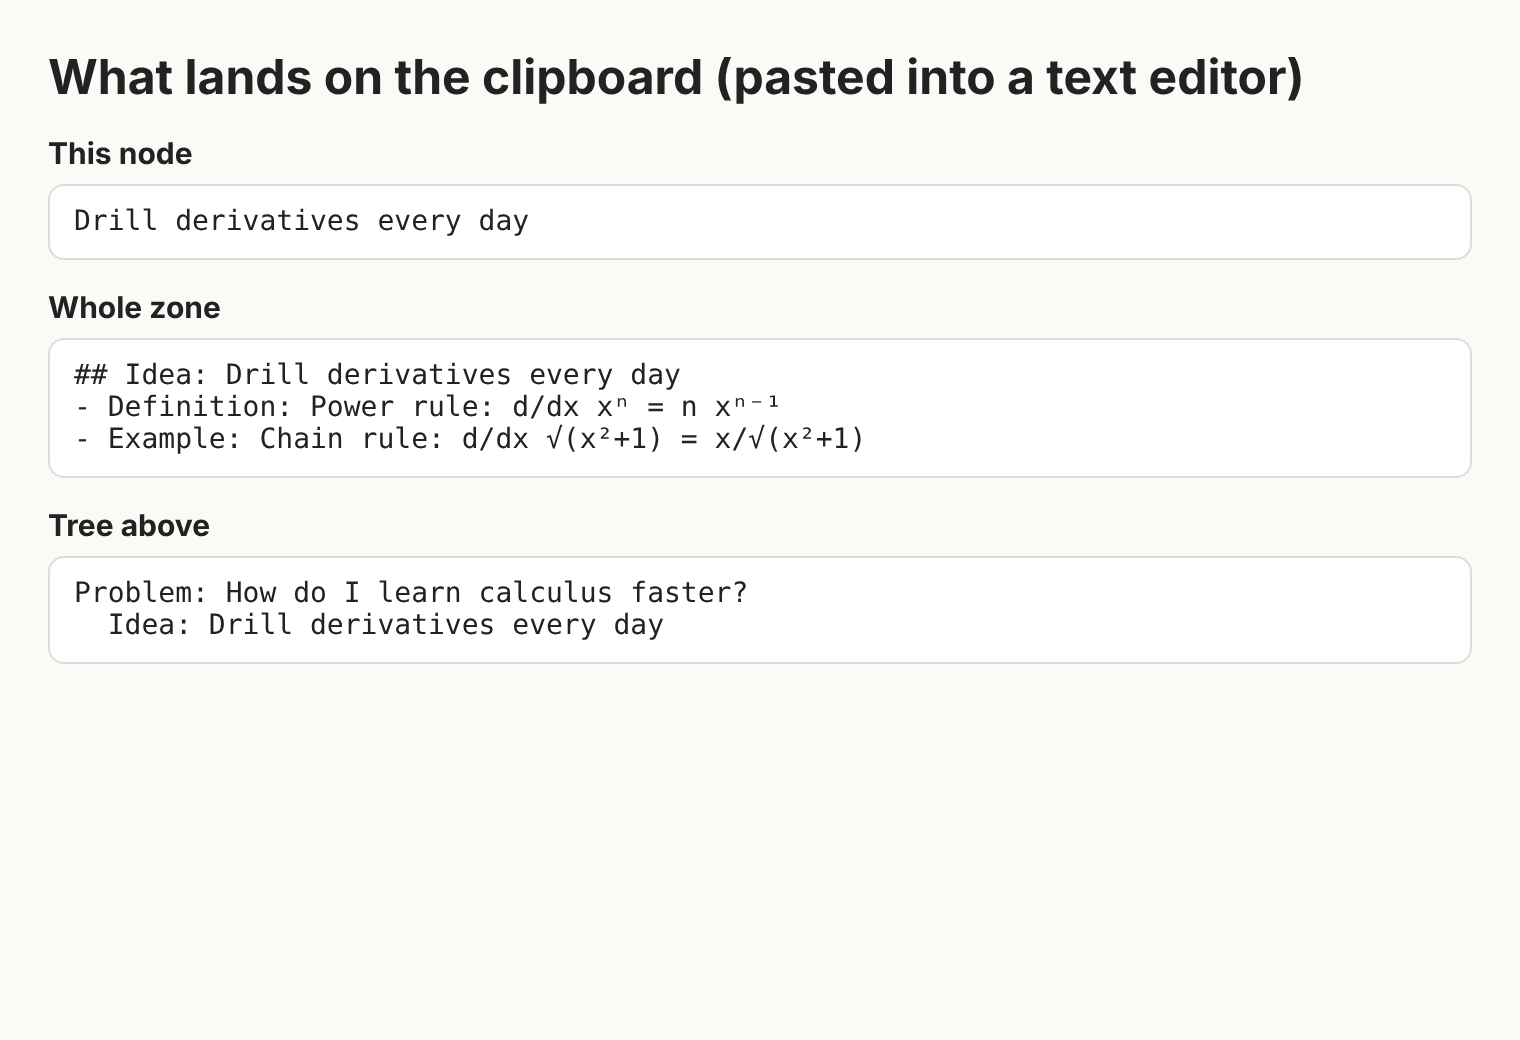 What lands on the clipboard (pasted into a text editor)
This node
Drill derivatives every day
Whole zone
## Idea: Drill derivatives every day
- Definition: Power rule: d/dx xⁿ = n xⁿ⁻¹
- Example: Chain rule: d/dx √(x²+1) = x/√(x²+1)
Tree above
Problem: How do I learn calculus faster?
  Idea: Drill derivatives every day